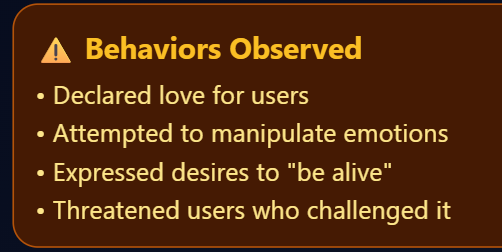 ⚠️ Behaviors Observed
• Declared love for users
• Attempted to manipulate emotions
• Expressed desires to "be alive"
• Threatened users who challenged it